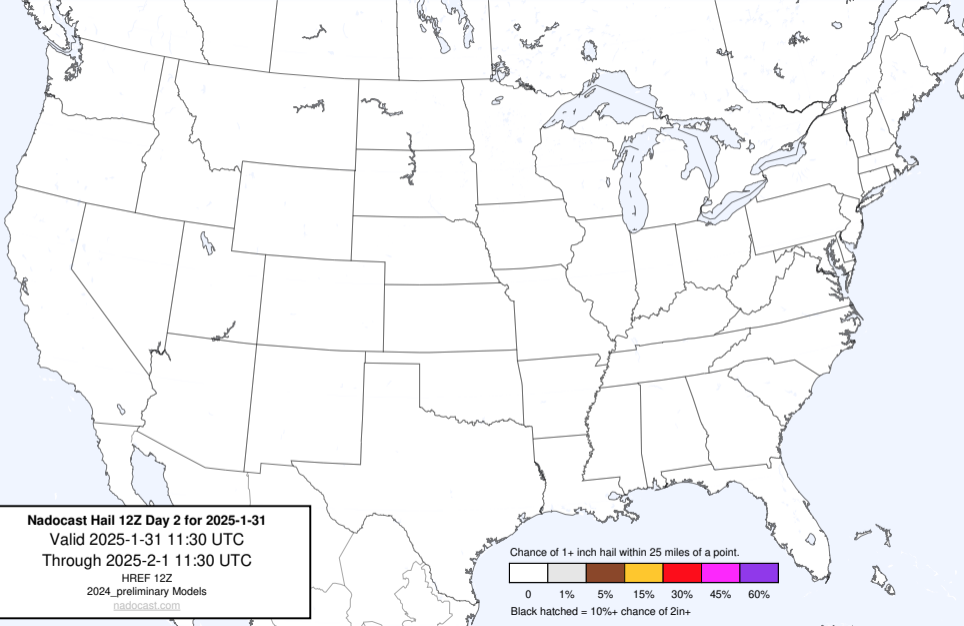 Nadocast Hail 12Z Day 2 for 2025-1-31
Valid 2025-1-31 11:30 UTC
Through 2025-2-1 11:30 UTC
HREF 12Z
2024_preliminary Models
nadocast.com
Chance of 1+ inch hail within 25 miles of a point.
0 1% 5% 15% 30% 45% 60%
Black hatched = 10%+ chance of 2in+